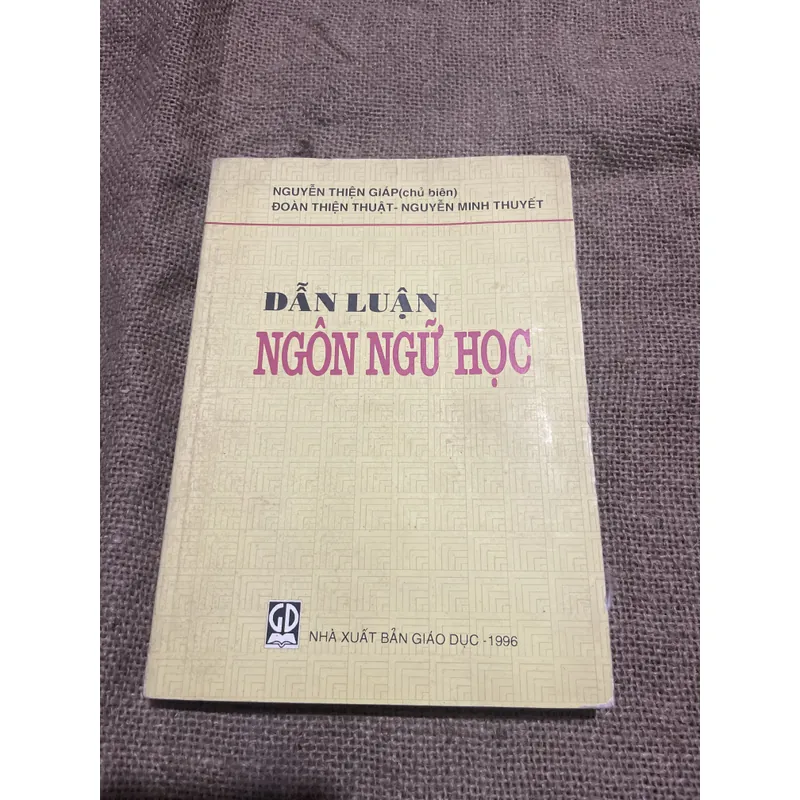 NGUYỄN THIỆN GIÁP(chủ biên)
ĐOÀN THIỆN THUẬT- NGUYỄN MINH THUYẾT
DẪN LUẬN
NGÔN NGỮ HỌC
GD
NHÀ XUẤT BẢN GIÁO DỤC -1996